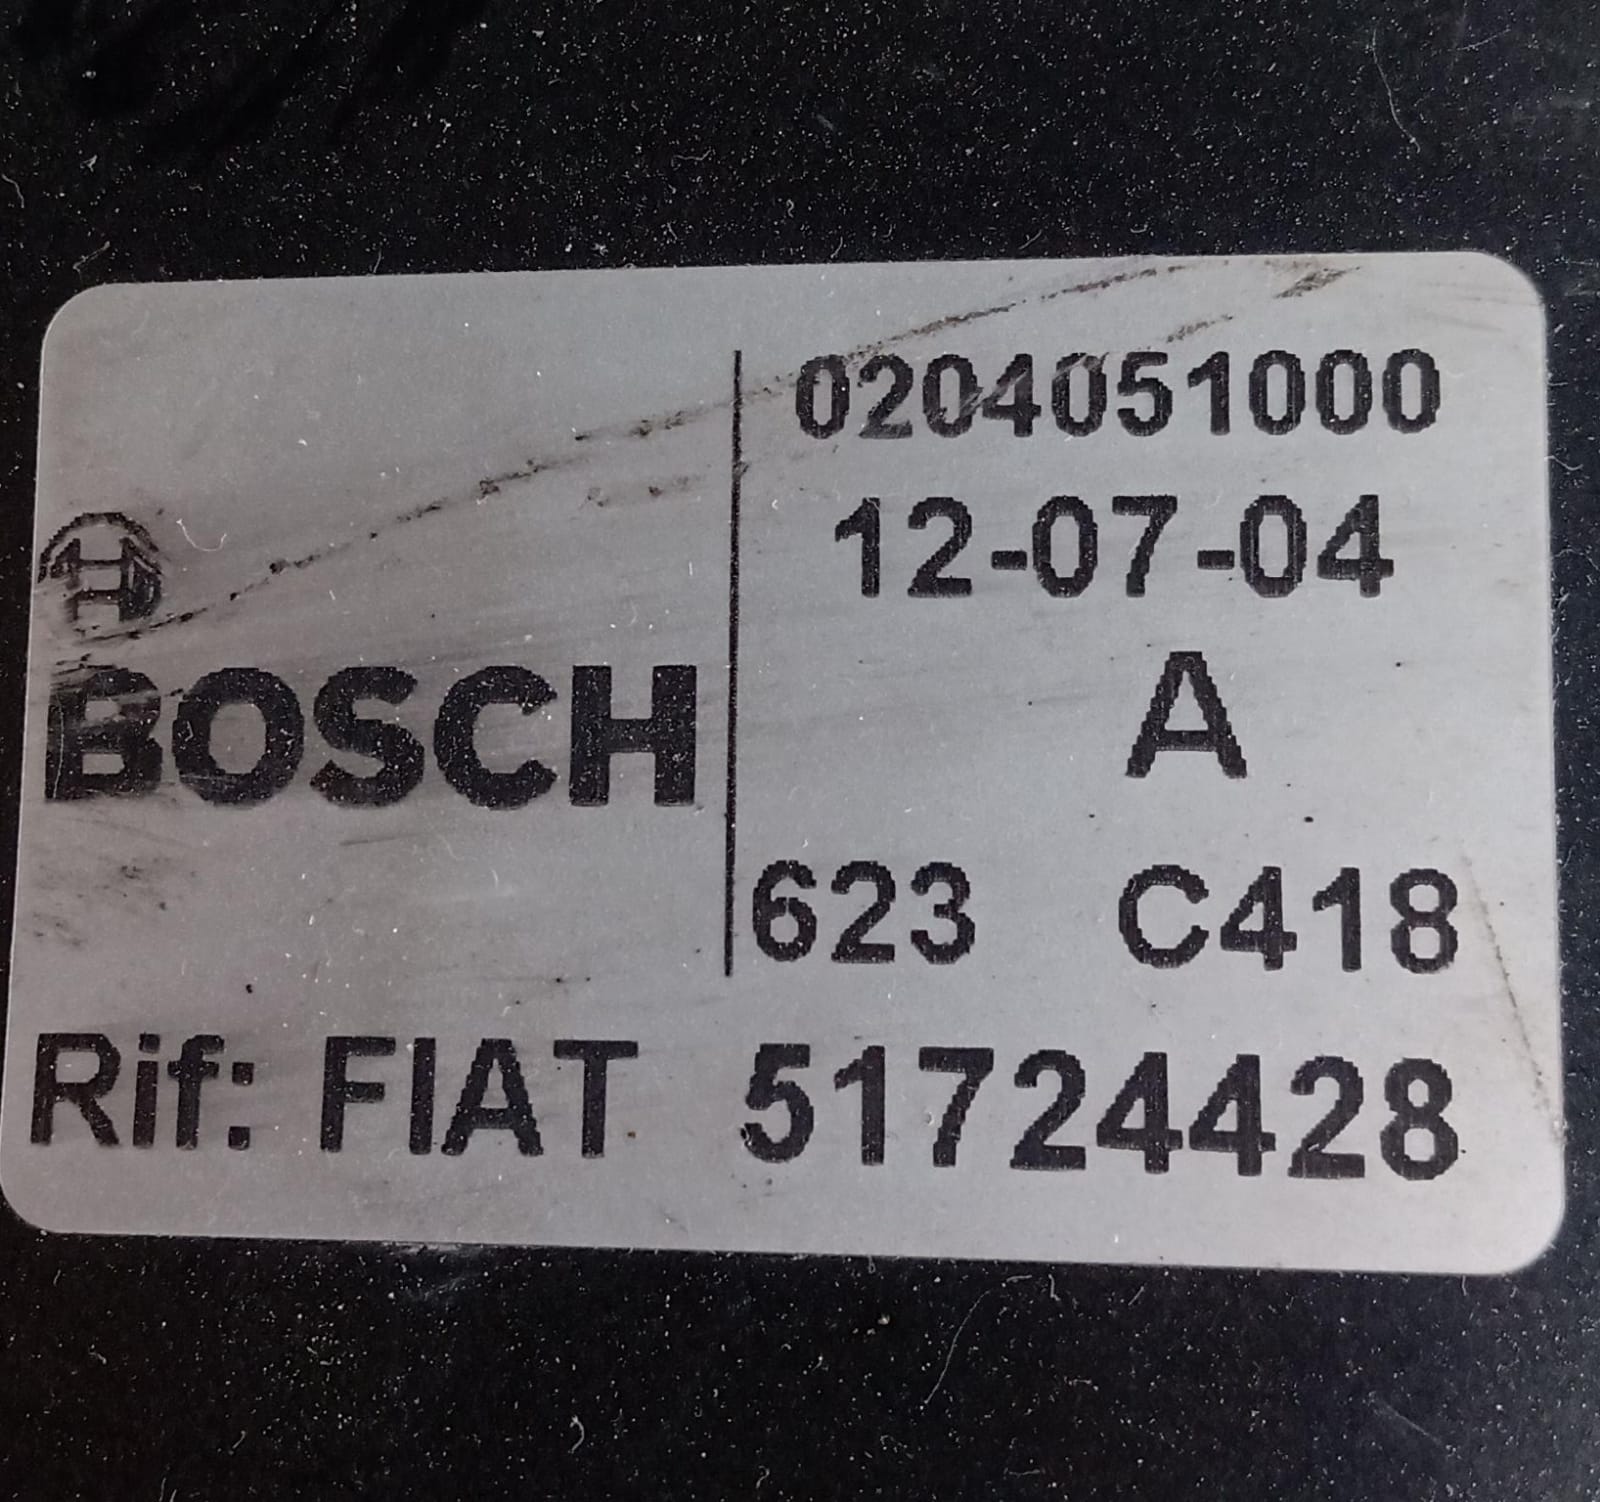 0204051000
12-07-04
BOSCH
A
623 C418
Rif: FIAT 51724428